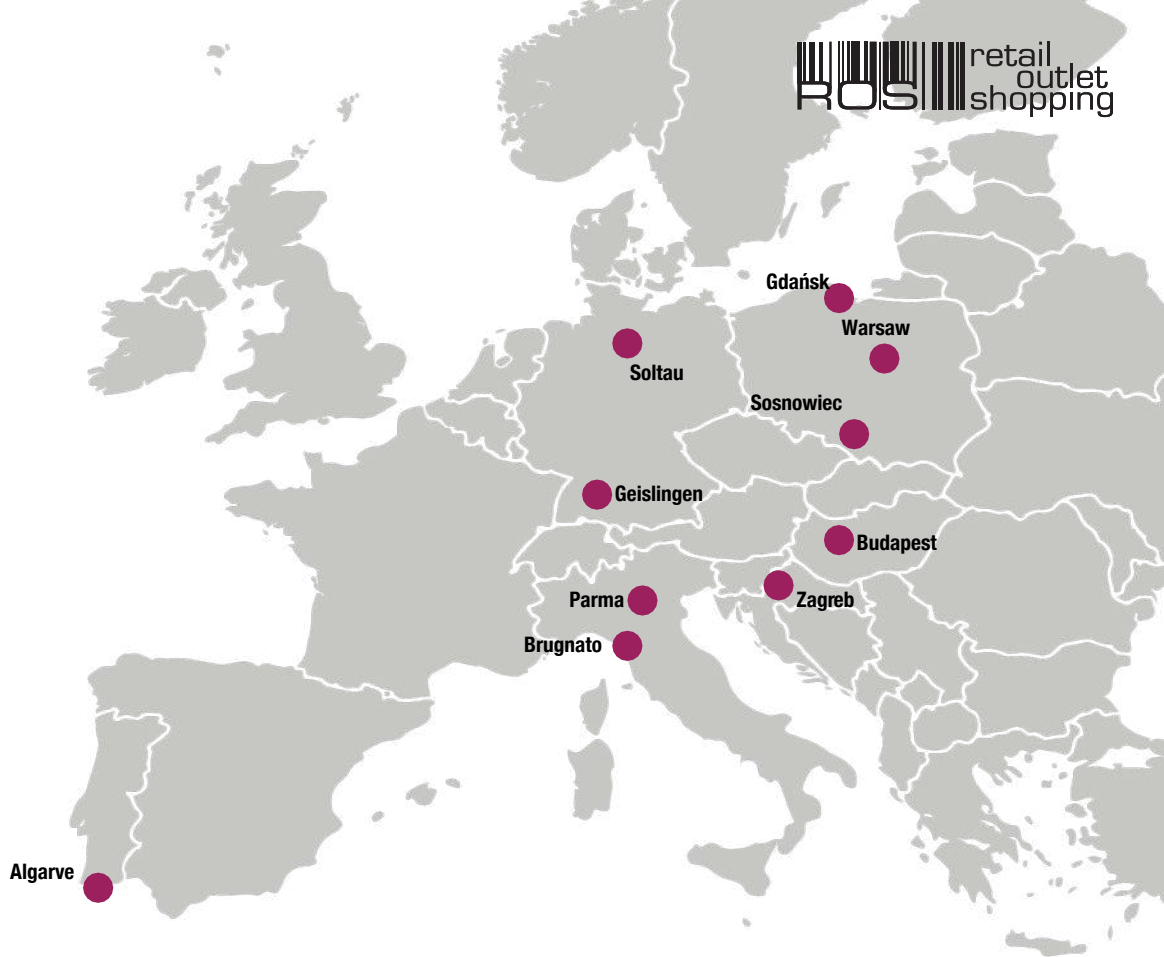 ROS
retail
outlet
shopping
Gdańsk
Warsaw
Soltau
Sosnowiec
Geislingen
Budapest
Zagreb
Parma
Brugnato
Algarve